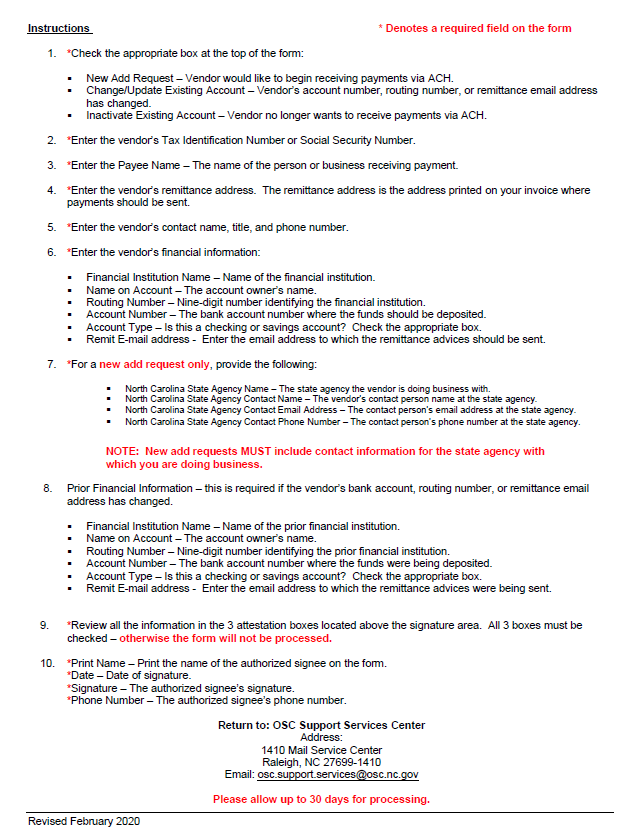 Instructions
* Denotes a required field on the form
1. *Check the appropriate box at the top of the form:
▪ New Add Request – Vendor would like to begin receiving payments via ACH.
▪ Change/Update Existing Account – Vendor's account number, routing number, or remittance email address
has changed.
▪ Inactivate Existing Account – Vendor no longer wants to receive payments via ACH.
2. *Enter the vendor's Tax Identification Number or Social Security Number.
3. *Enter the Payee Name – The name of the person or business receiving payment.
4. *Enter the vendor's remittance address. The remittance address is the address printed on your invoice where
payments should be sent.
5. *Enter the vendor's contact name, title, and phone number.
6. *Enter the vendor's financial information:
▪ Financial Institution Name – Name of the financial institution.
▪ Name on Account – The account owner's name.
▪ Routing Number – Nine-digit number identifying the financial institution.
▪ Account Number – The bank account number where the funds should be deposited.
▪ Account Type – Is this a checking or savings account? Check the appropriate box.
▪ Remit E-mail address - Enter the email address to which the remittance advices should be sent.
7. *For a new add request only, provide the following:
▪ North Carolina State Agency Name – The state agency the vendor is doing business with.
▪ North Carolina State Agency Contact Name – The vendor's contact person name at the state agency.
▪ North Carolina State Agency Contact Email Address – The contact person's email address at the state agency.
▪ North Carolina State Agency Contact Phone Number – The contact person's phone number at the state agency.
NOTE: New add requests MUST include contact information for the state agency with
which you are doing business.
8. Prior Financial Information – this is required if the vendor's bank account, routing number, or remittance email
address has changed.
▪ Financial Institution Name – Name of the prior financial institution.
▪ Name on Account – The account owner's name.
▪ Routing Number – Nine-digit number identifying the prior financial institution.
▪ Account Number – The bank account number where the funds were being deposited.
▪ Account Type – Is this a checking or savings account? Check the appropriate box.
▪ Remit E-mail address - Enter the email address to which the remittance advices were being sent.
9. *Review all the information in the 3 attestation boxes located above the signature area. All 3 boxes must be
checked – otherwise the form will not be processed.
10. *Print Name – Print the name of the authorized signee on the form.
*Date – Date of signature.
*Signature – The authorized signee's signature.
*Phone Number – The authorized signee's phone number.
Return to: OSC Support Services Center
Address:
1410 Mail Service Center
Raleigh, NC 27699-1410
Email: osc.support.services@osc.nc.gov
Please allow up to 30 days for processing.
Revised February 2020